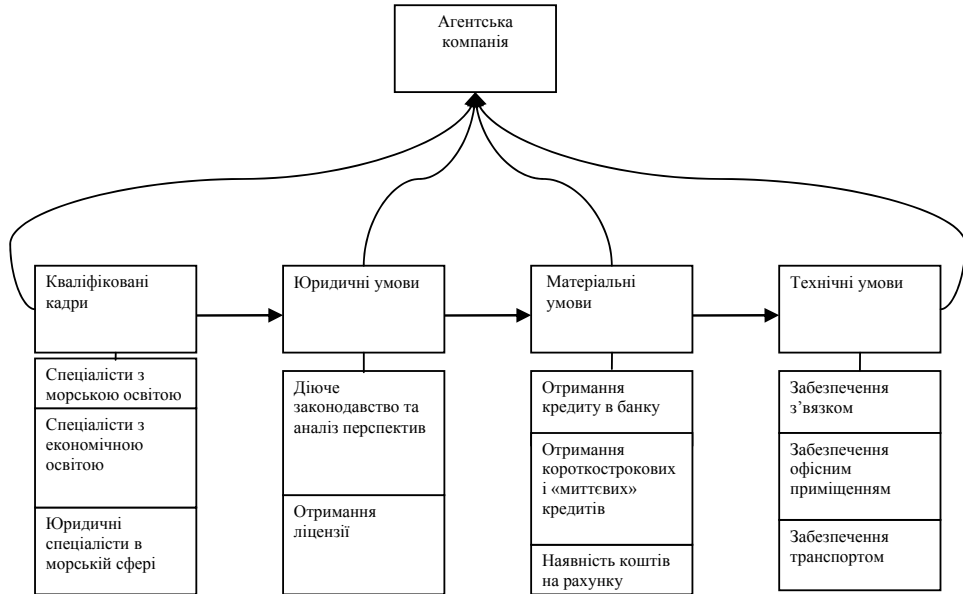 Агентська
компанія
Кваліфіковані
кадри
Юридичні умови
Матеріальні
умови
Технічні умови
Спеціалісти з
морською освітою
Спеціалісти з
економічною
освітою
Юридичні
спеціалісти в
морській сфері
Діюче
законодавство та
аналіз перспектив
Отримання
ліцензії
Отримання
кредиту в банку
Отримання
короткострокових
і «миттєвих»
кредитів
Наявність коштів
на рахунку
Забезпечення
з’вязком
Забезпечення
офісним
приміщенням
Забезпечення
транспортом